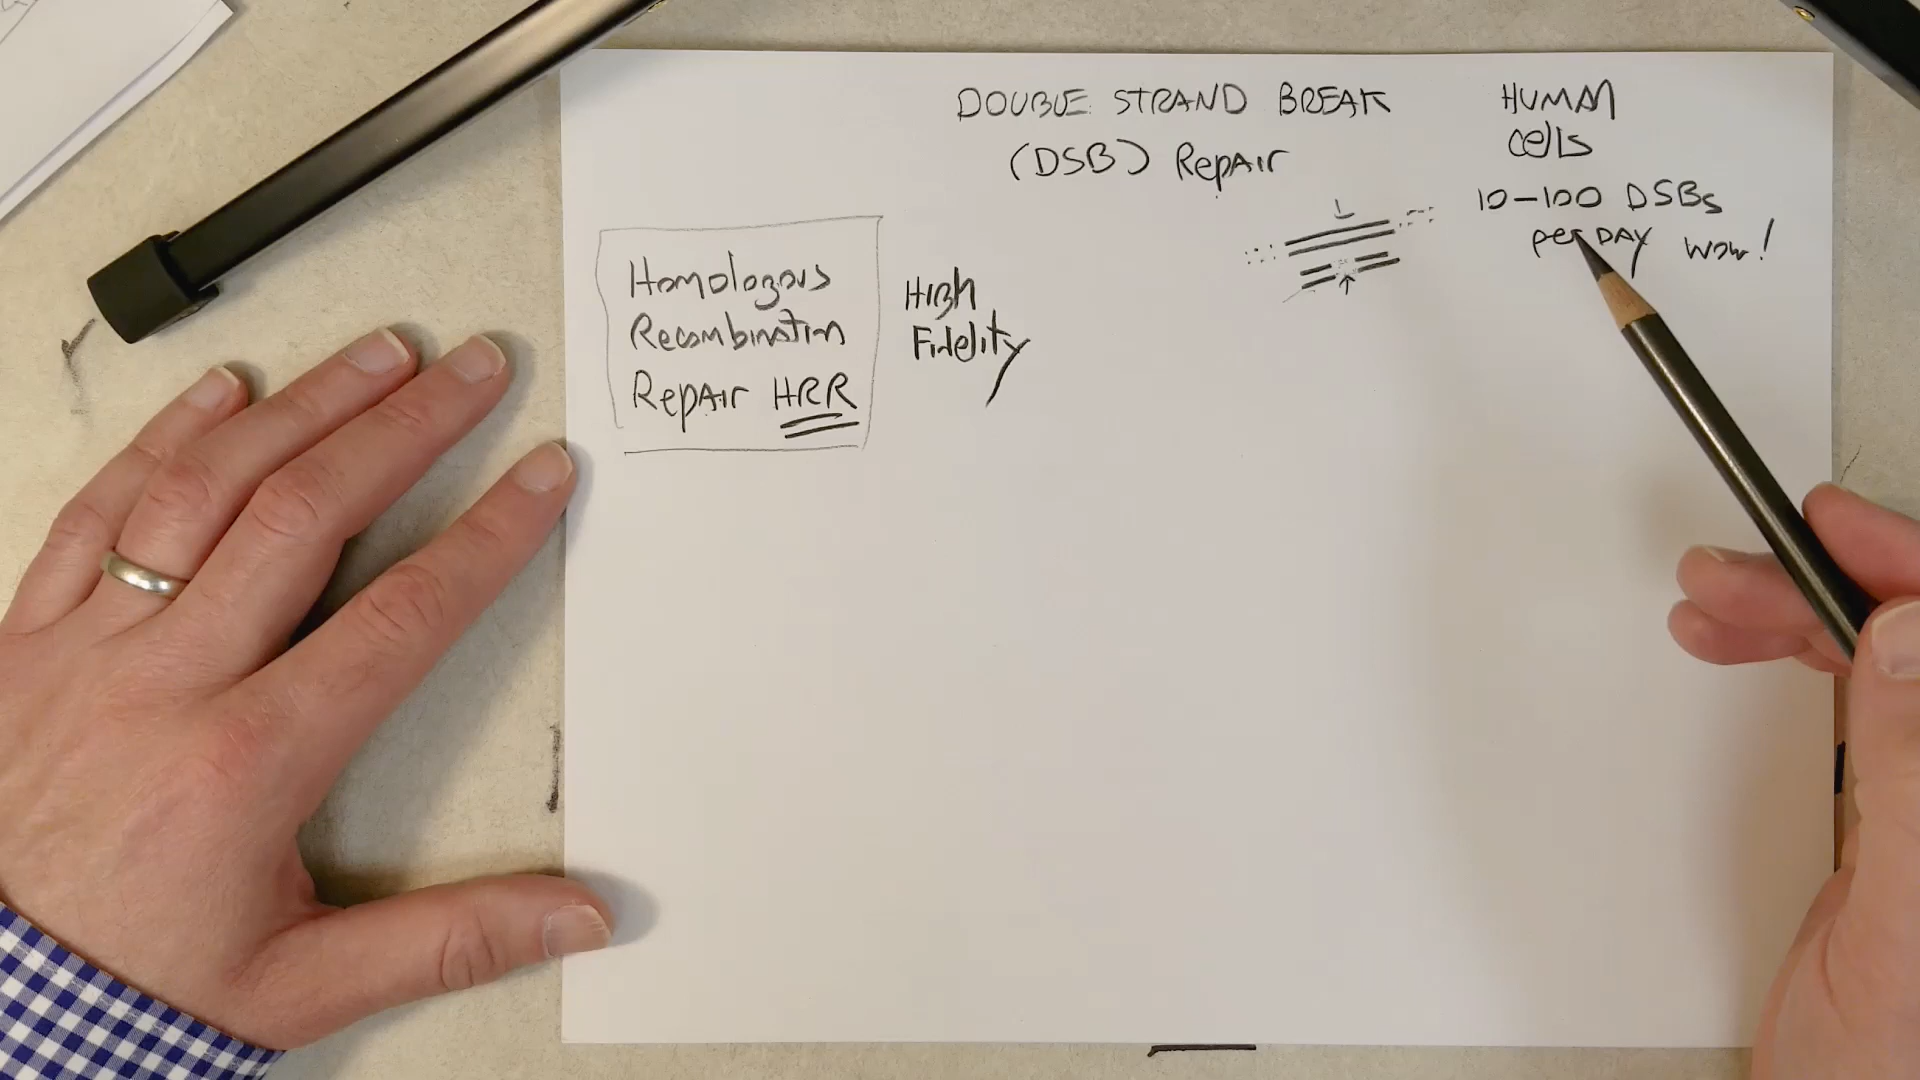 DOUBLE STRAND BREAK
(DSB) Repair
HUMAN
cells
10-100 DSBs
per DAY wow!
Homologous
Recombination
Repair HRR
High
Fidelity